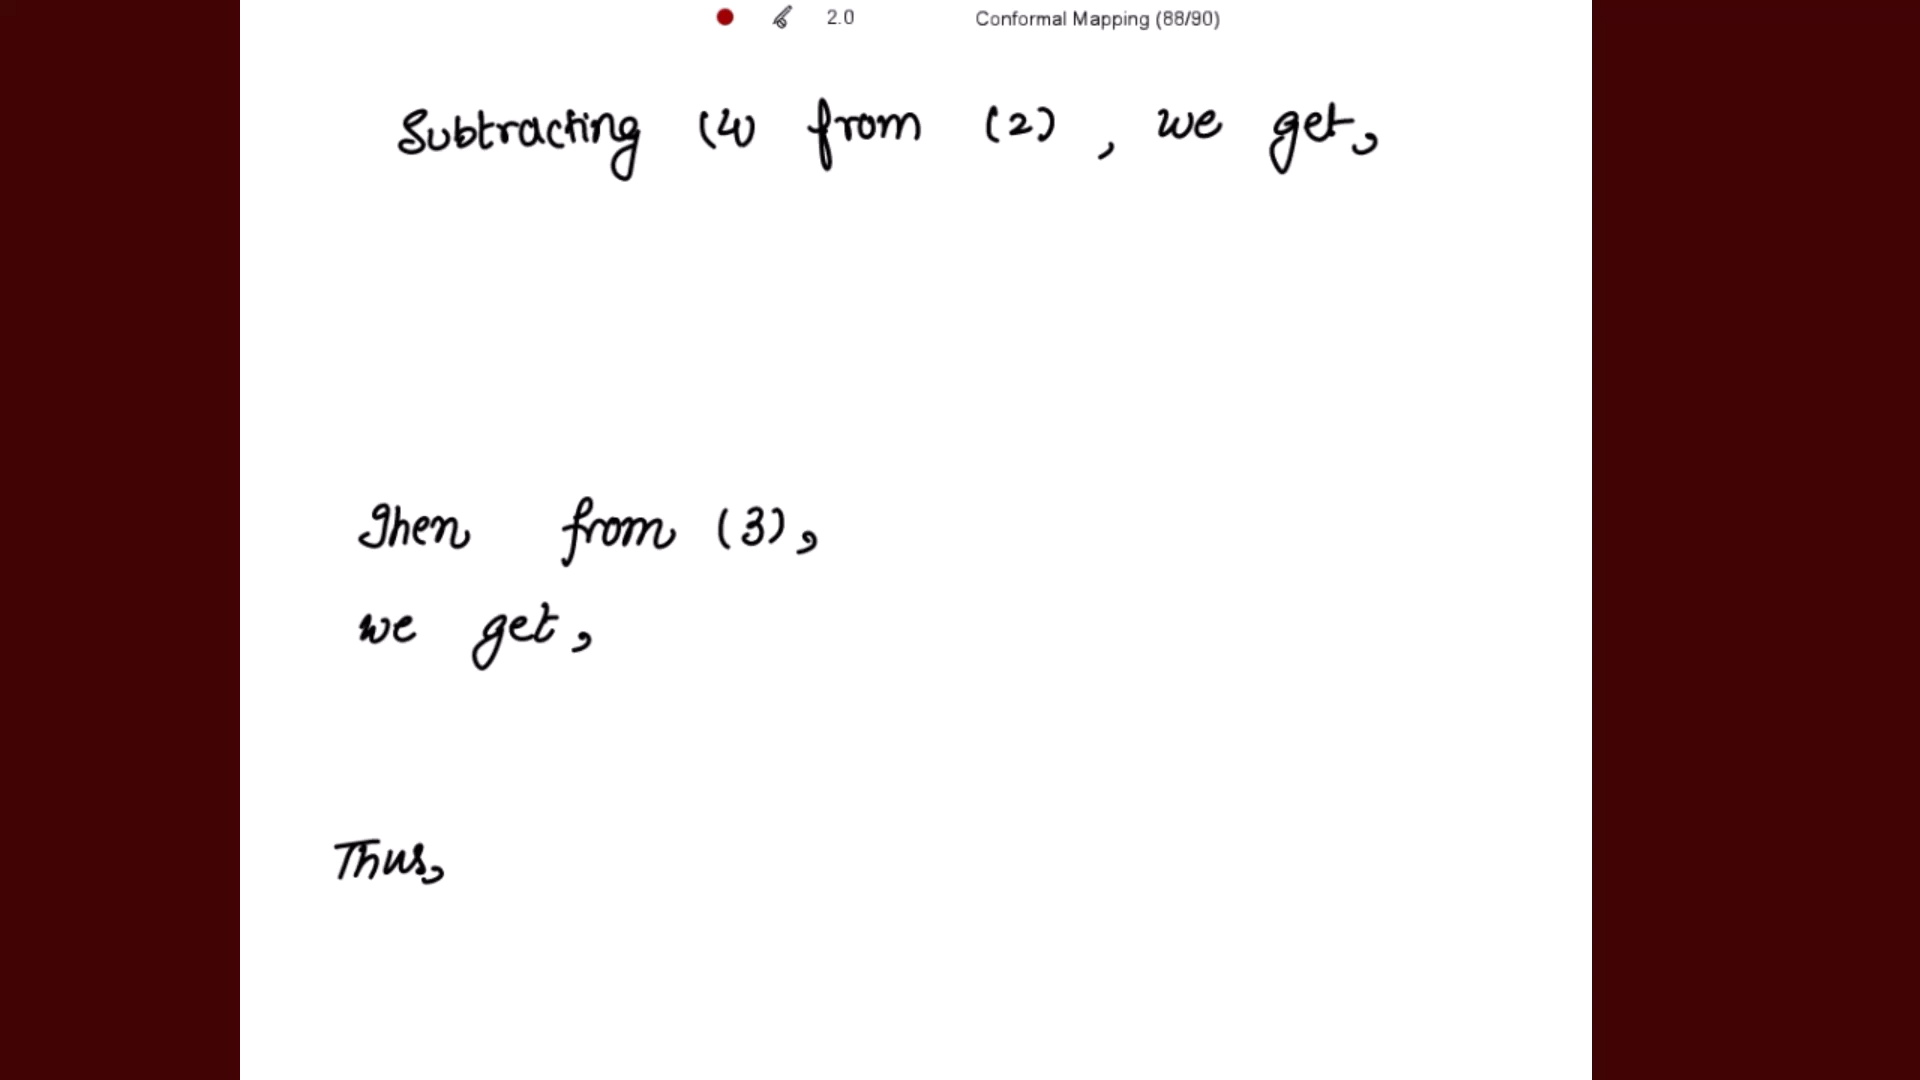 2.0 Conformal Mapping (88/90)
Subtracting (4) from (2), we get,
Then from (3),
we get,
Thus,